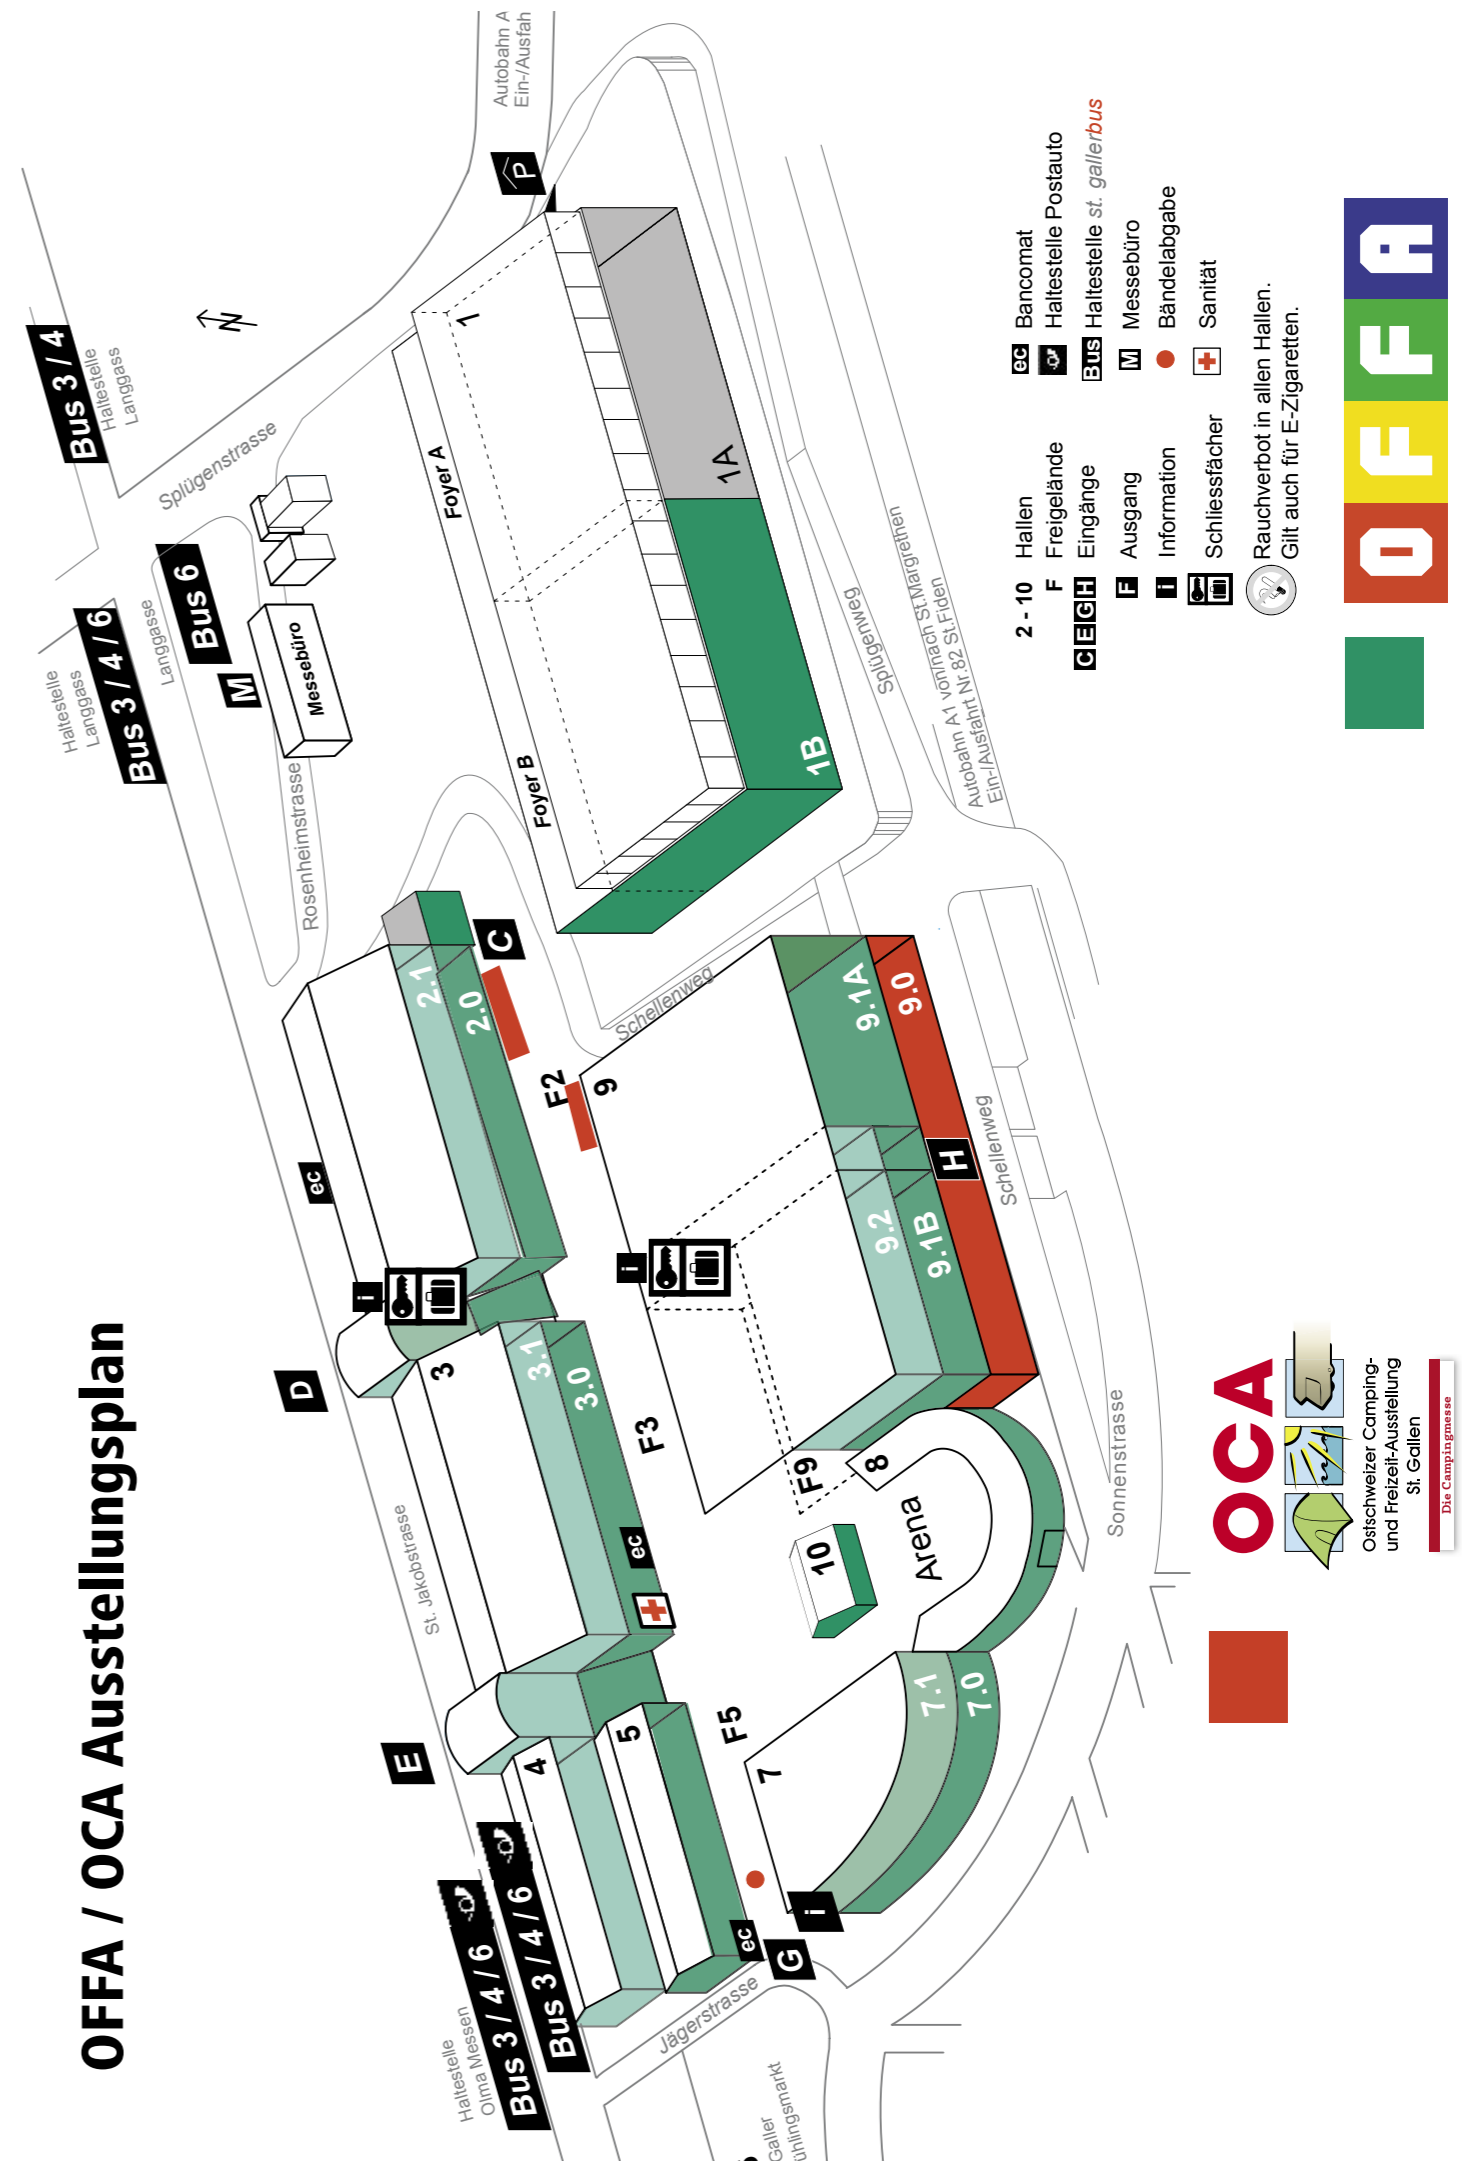 OFFA / OCA Ausstellungsplan
Haltestelle
Olma Messen
Bus 3 / 4 / 6
Bus 3 / 4 / 6
E
D
St. Jakobstrasse
Haltestelle
Langgass
Bus 3 / 4 / 6
Haltestelle
Langgass
Bus 3 / 4
Langgasse
Bus 6
M
Messebüro
Splügenstrasse
Rosenheimstrasse
N
Autobahn A
Ein-/Ausfah
P
ec
i
2.1
2.0
C
3
3.1
3.0
4
5
ec
F2
F3
F5
Foyer A
Foyer B
1
1A
1B
Schellenweg
9
i
9.1A
9.0
9.2
9.1B
H
F9
8
Arena
10
7
7.1
7.0
ec
G
i
Jägerstrasse
Galler
ühlingsmarkt
Splügenweg
Autobahn A1 von/nach St.Margrethen
Ein-/Ausfahrt Nr.82 St.Fiden
Schellenweg
Sonnenstrasse
2 - 10 Hallen
F Freigelände
C E G H Eingänge
F Ausgang
i Information
Schliessfächer
ec Bancomat
Haltestelle Postauto
Bus Haltestelle st. gallerbus
M Messebüro
Bändelabgabe
Sanität
Rauchverbot in allen Hallen.
Gilt auch für E-Zigaretten.
OCA
Ostschweizer Camping-
und Freizeit-Ausstellung
St. Gallen
Die Campingmesse
OFFA